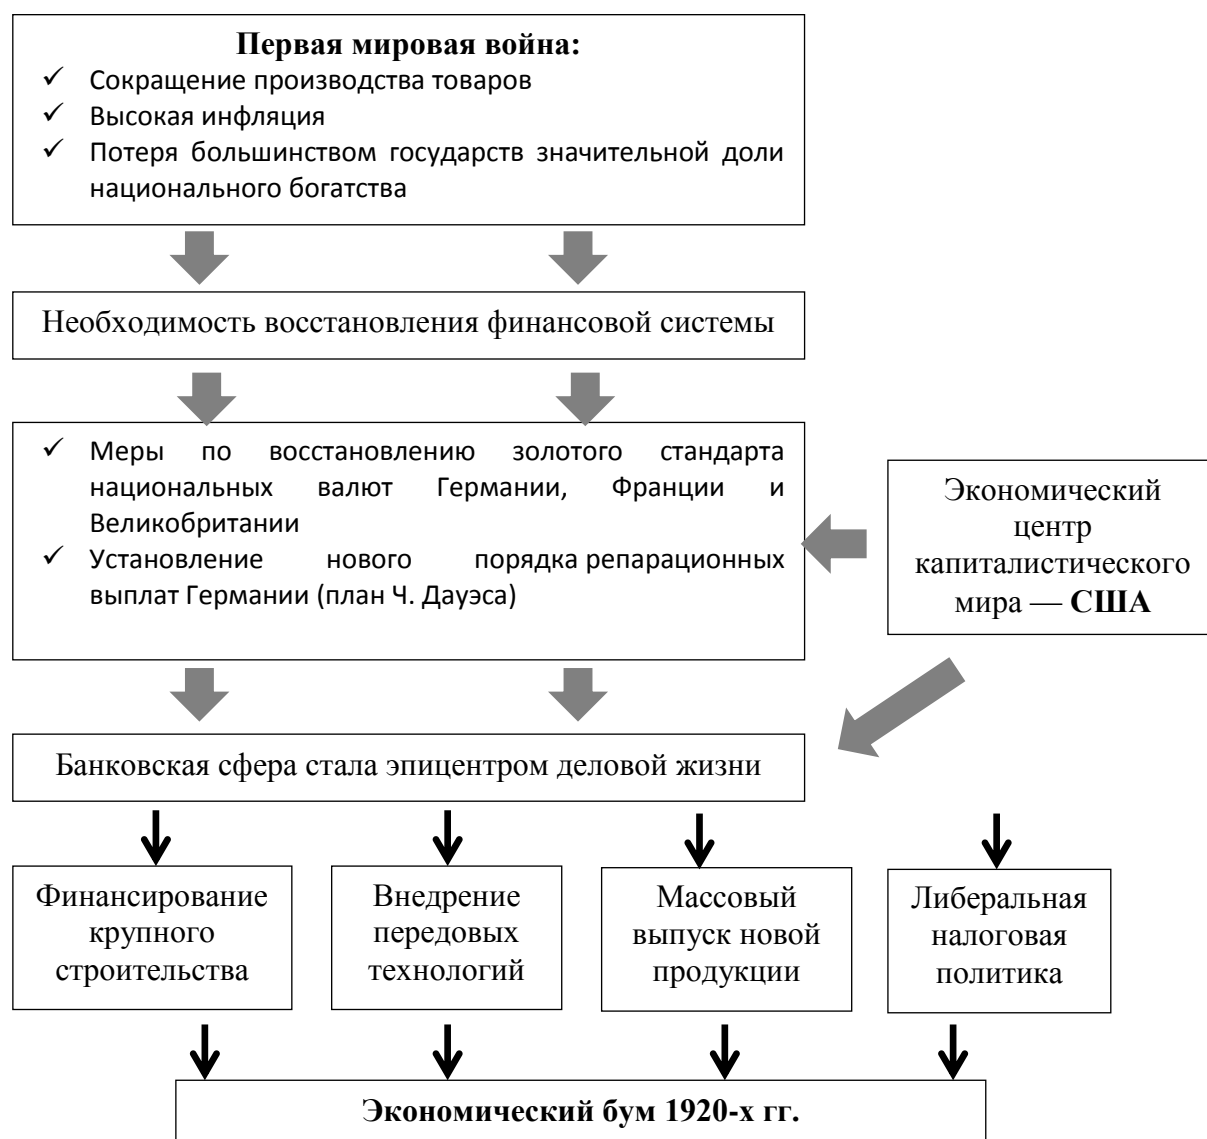 Первая мировая война:
✓ Сокращение производства товаров
✓ Высокая инфляция
✓ Потеря большинством государств значительной доли
национального богатства
Необходимость восстановления финансовой системы
✓ Меры по восстановлению золотого стандарта
национальных валют Германии, Франции и
Великобритании
✓ Установление нового порядка репарационных
выплат Германии (план Ч. Дауэса)
Экономический
центр
капиталистического
мира — США
Банковская сфера стала эпицентром деловой жизни
Финансирование
крупного
строительства
Внедрение
передовых
технологий
Массовый
выпуск новой
продукции
Либеральная
налоговая
политика
Экономический бум 1920-х гг.